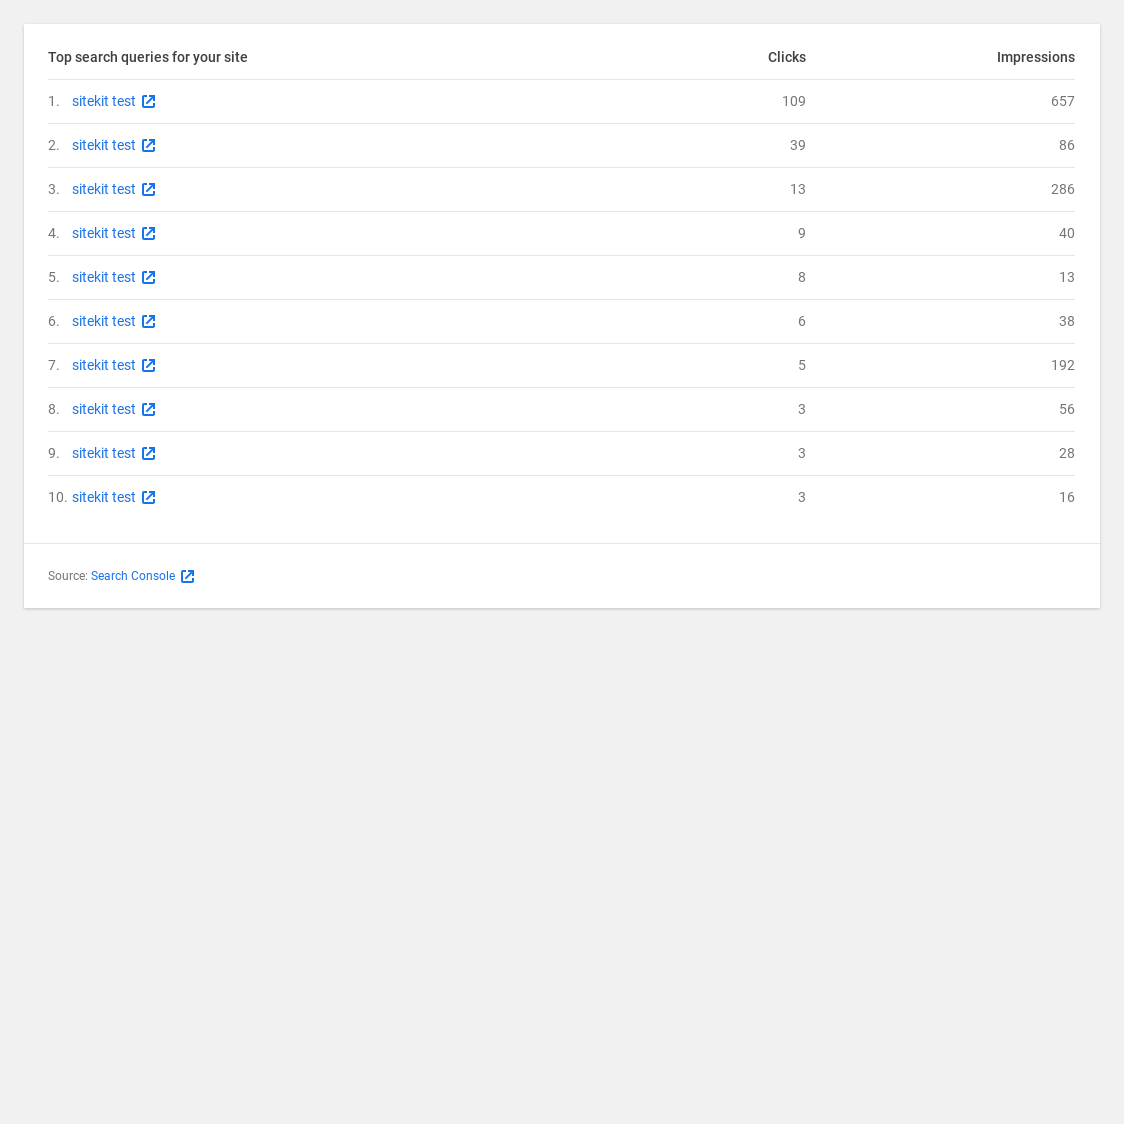 Top search queries for your site Clicks Impressions
1. sitekit test 109 657
2. sitekit test 39 86
3. sitekit test 13 286
4. sitekit test 9 40
5. sitekit test 8 13
6. sitekit test 6 38
7. sitekit test 5 192
8. sitekit test 3 56
9. sitekit test 3 28
10. sitekit test 3 16
Source: Search Console